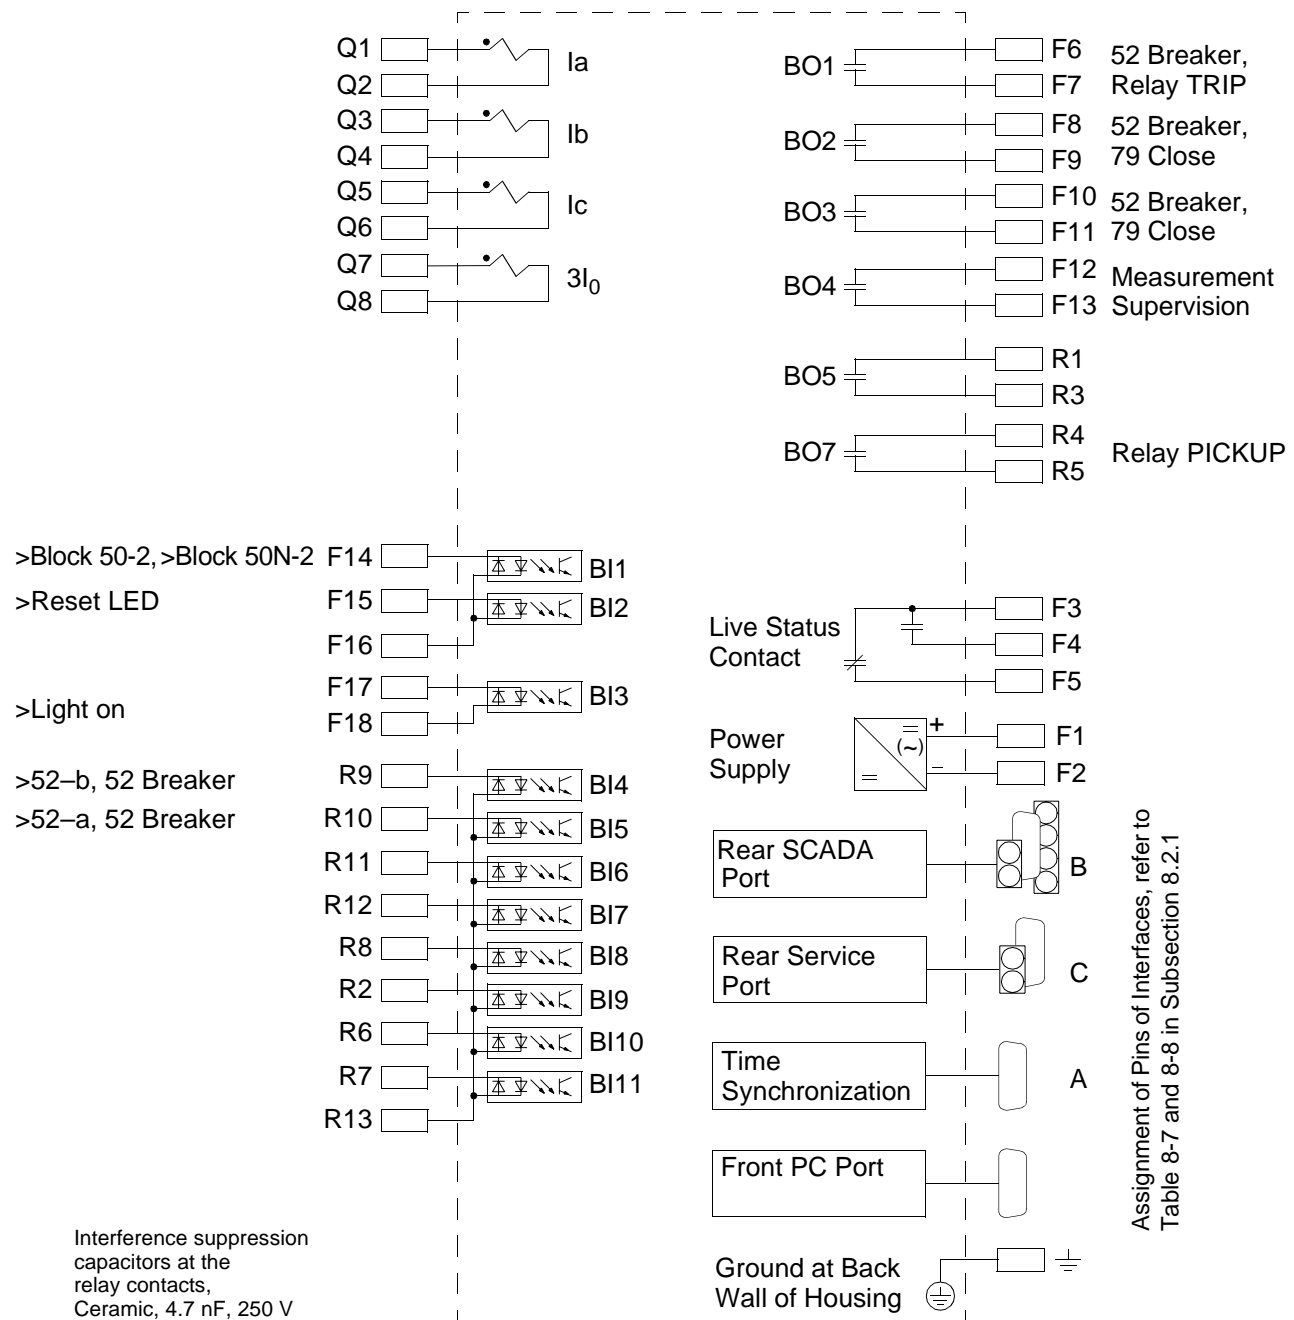 Q1
Q2
Ia
Q3
Q4
Ib
Q5
Q6
Ic
Q7
Q8
3I0
BO1
F6
F7
52 Breaker,
Relay TRIP
BO2
F8
F9
52 Breaker,
79 Close
BO3
F10
F11
52 Breaker,
79 Close
BO4
F12
F13
Measurement
Supervision
BO5
R1
R3
BO7
R4
R5
Relay PICKUP
>Block 50-2, >Block 50N-2
F14
BI1
>Reset LED
F15
BI2
F16
>Light on
F17
F18
BI3
>52–b, 52 Breaker
R9
BI4
>52–a, 52 Breaker
R10
BI5
R11
BI6
R12
BI7
R8
BI8
R2
BI9
R6
BI10
R7
BI11
R13
Live Status
Contact
F3
F4
F5
Power
Supply
=
(~)
=
+
–
F1
F2
Rear SCADA
Port
B
Rear Service
Port
C
Time
Synchronization
A
Front PC Port
Ground at Back
Wall of Housing
Assignment of Pins of Interfaces, refer to
Table 8-7 and 8-8 in Subsection 8.2.1
Interference suppression
capacitors at the
relay contacts,
Ceramic, 4.7 nF, 250 V